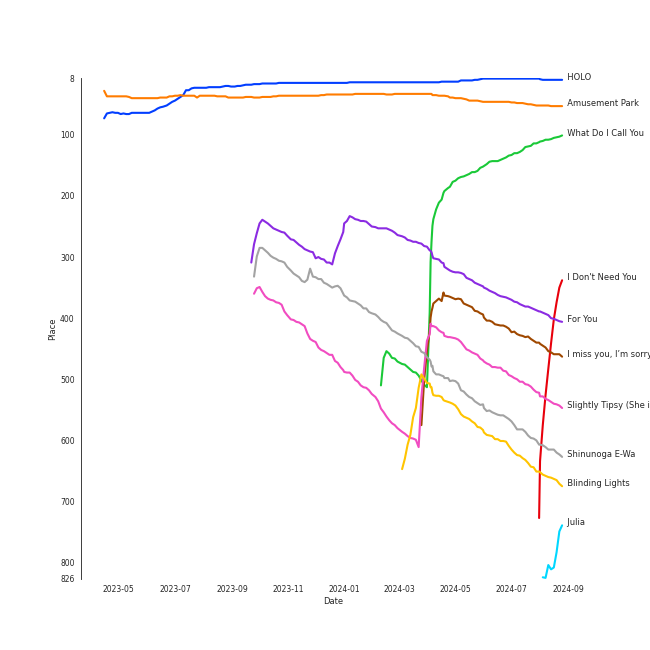 8
100
200
300
400
500
600
700
800
826
Place
2023-05
2023-07
2023-09
2023-11
2024-01
2024-03
2024-05
2024-07
2024-09
Date
HOLO
Amusement Park
What Do I Call You
I Don't Need You
For You
I miss you, I'm sorry
Slightly Tipsy (She i
Shinunoga E-Wa
Blinding Lights
Julia